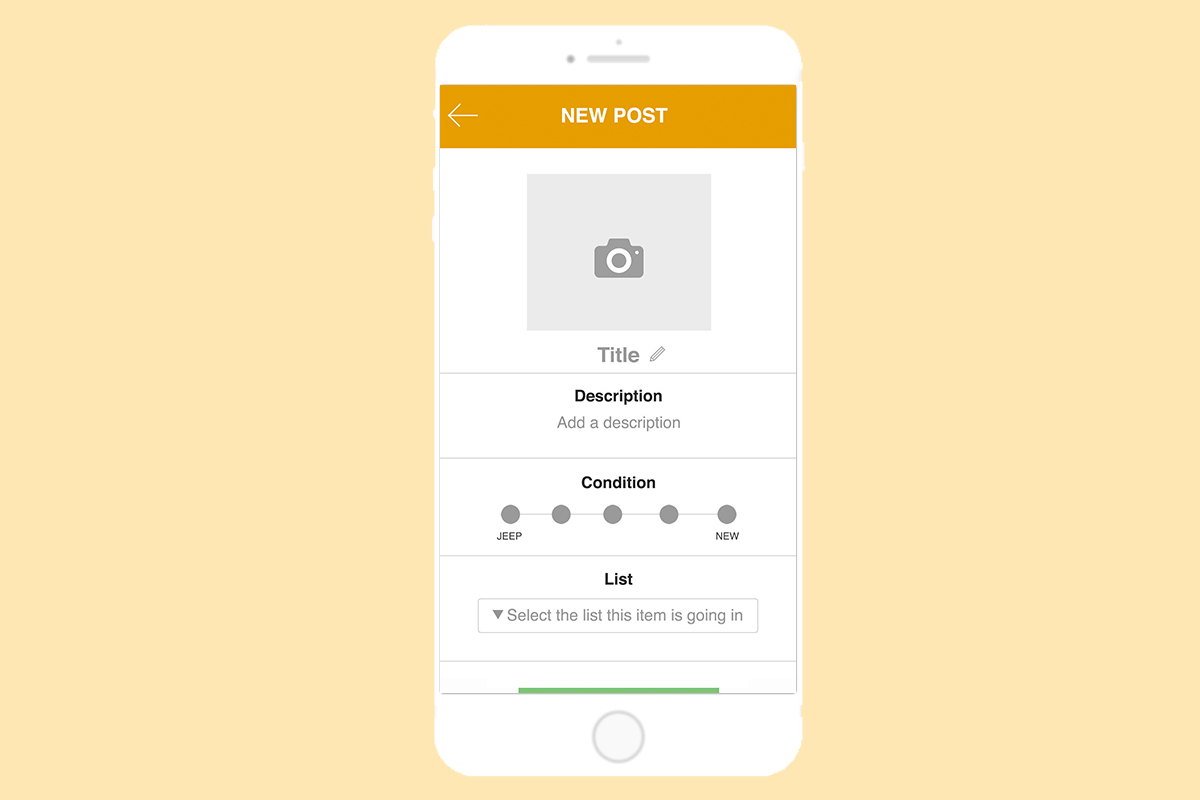 NEW POST
Title
Description
Add a description
Condition
JEEP NEW
List
Select the list this item is going in